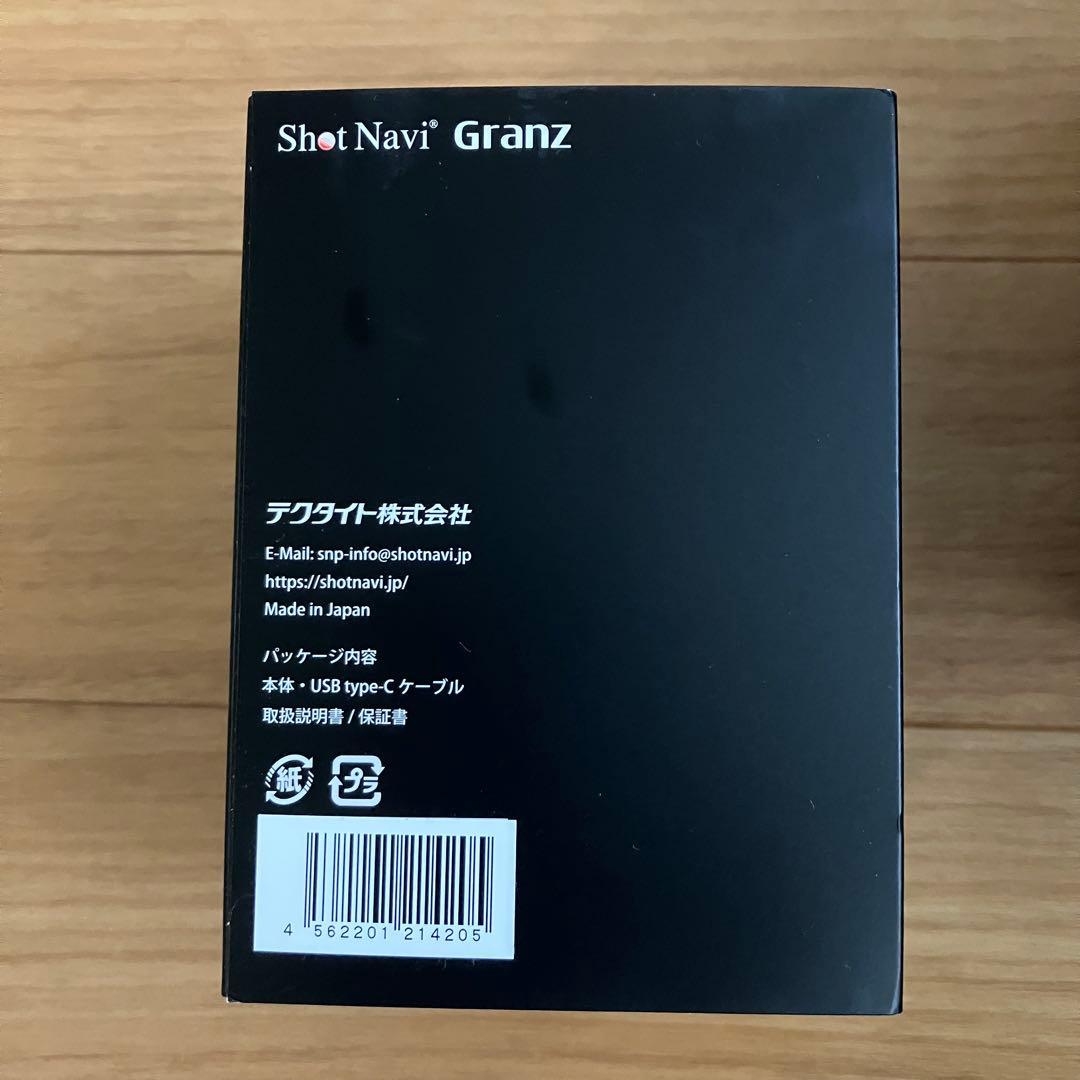 Shot Navi® Granz
テクタイト株式会社
E-Mail: snp-info@shotnavi.jp
https://shotnavi.jp/
Made in Japan
パッケージ内容
本体・USB type-C ケーブル
取扱説明書 / 保証書
紙 プラ
4 562201 214205